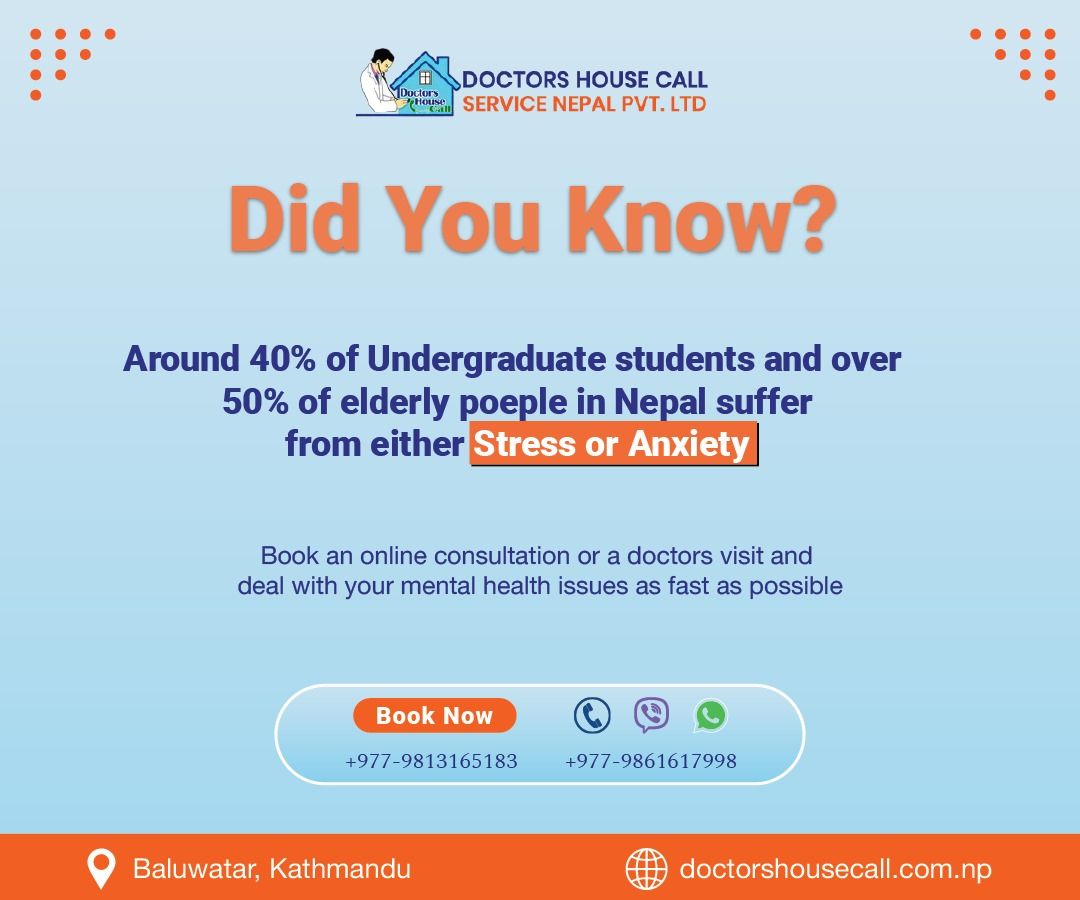 Doctors
House
Call
DOCTORS HOUSE CALL
SERVICE NEPAL PVT. LTD
Did You Know?
Around 40% of Undergraduate students and over
50% of elderly poeple in Nepal suffer
from either Stress or Anxiety
Book an online consultation or a doctors visit and
deal with your mental health issues as fast as possible
Book Now
+977-9813165183 +977-9861617998
Baluwatar, Kathmandu doctorshousecall.com.np